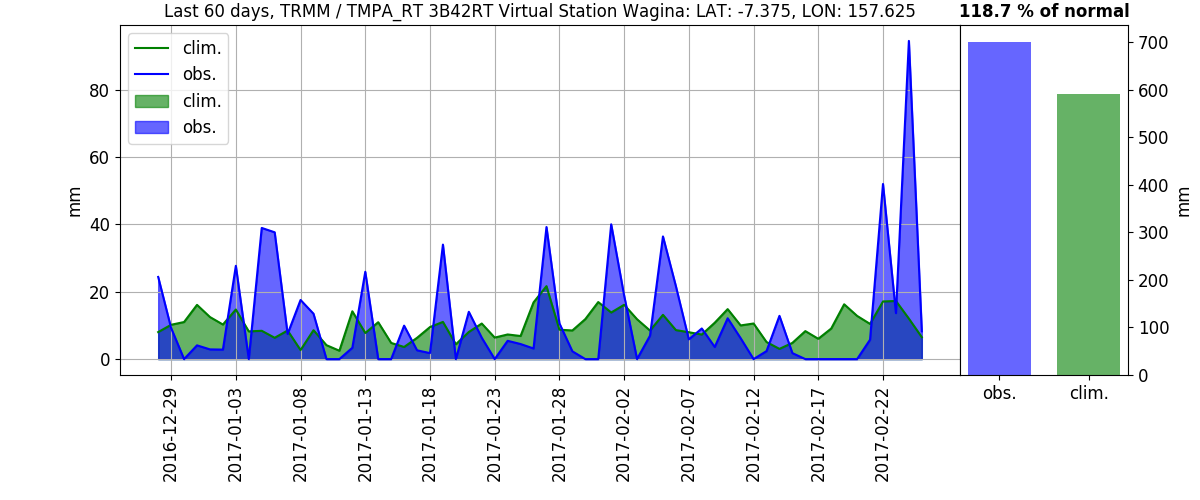 Last 60 days, TRMM / TMPA_RT 3B42RT Virtual Station Wagina: LAT: -7.375, LON: 157.625
118.7 % of normal
clim.
obs.
clim.
obs.
80
60
40
20
0
mm
2016-12-29
2017-01-03
2017-01-08
2017-01-13
2017-01-18
2017-01-23
2017-01-28
2017-02-02
2017-02-07
2017-02-12
2017-02-17
2017-02-22
700
600
500
400
300
200
100
0
mm
obs.
clim.